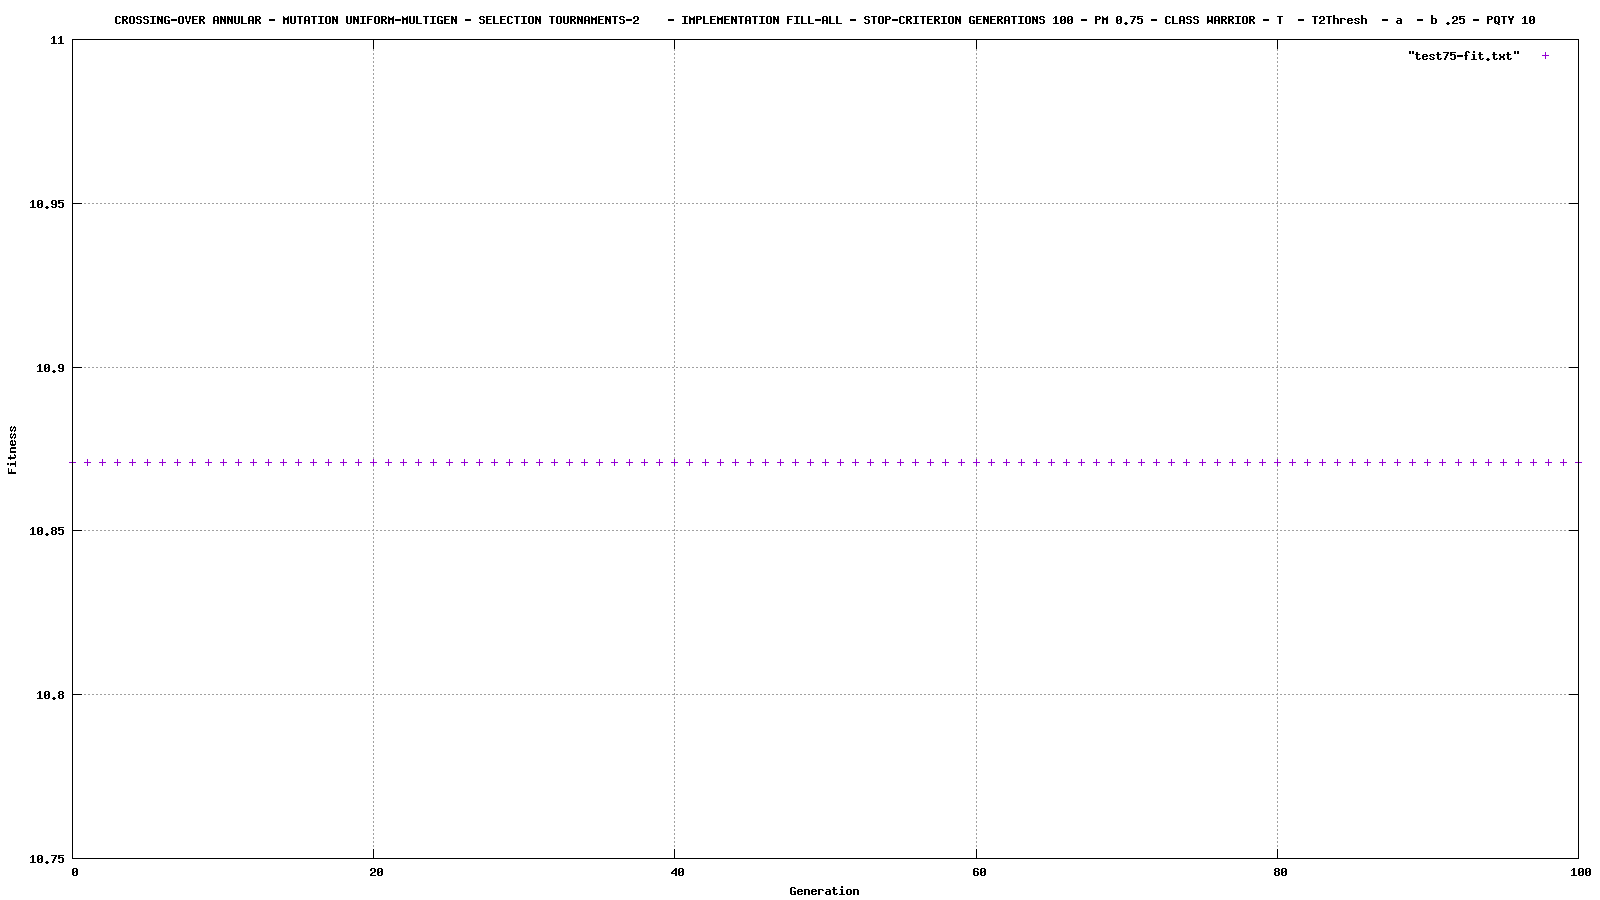 CROSSING-OVER ANNULAR - MUTATION UNIFORM-MULTIGEN - SELECTION TOURNAMENTS-2    - IMPLEMENTATION FILL-ALL - STOP-CRITERION GENERATIONS 100 - PM 0.75 - CLASS WARRIOR - T  - T2Thresh  - a  - b .25 - PQTY 10
11
"test75-fit.txt"
10.95
10.9
Fitness
10.85
10.8
10.75
0 20 40 60 80 100
Generation